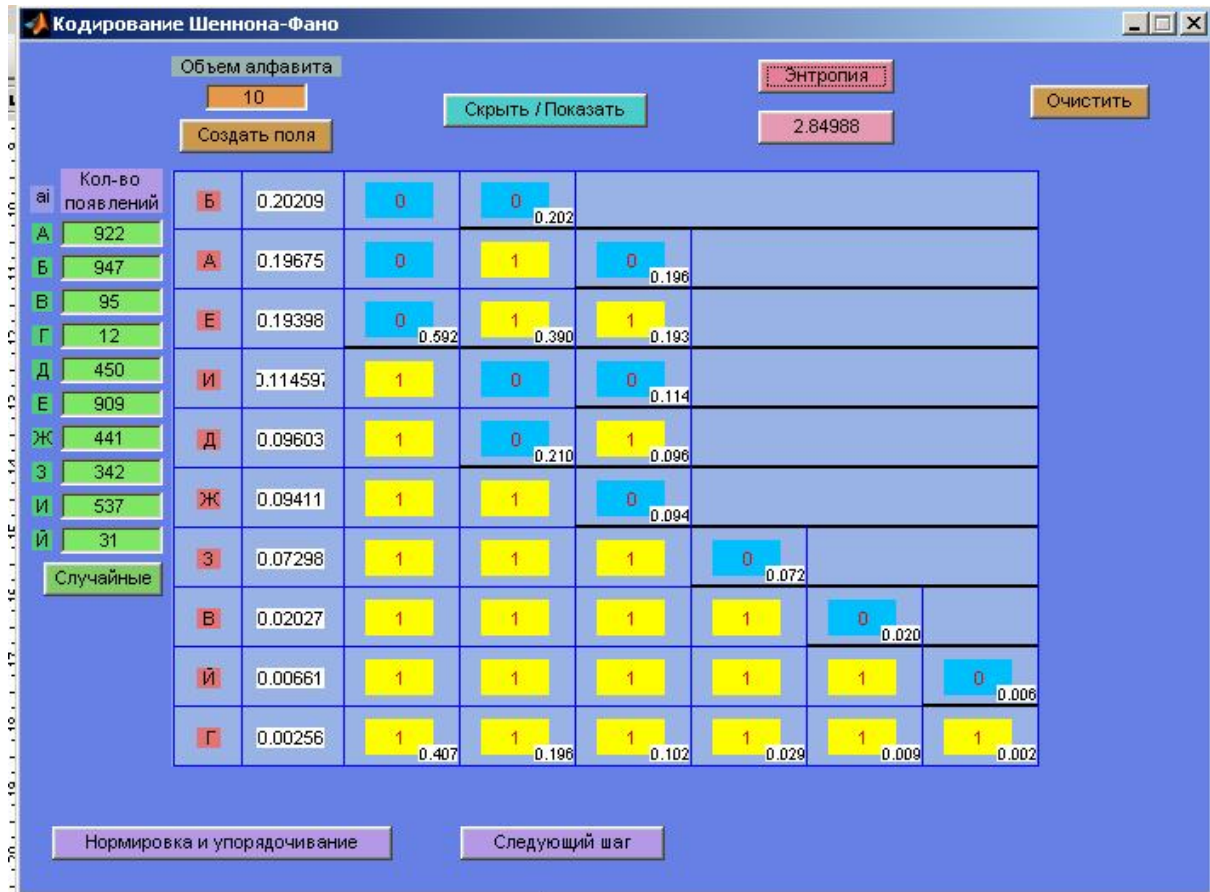 Кодирование Шеннона-Фано
Объем алфавита
10
Создать поля
Скрыть / Показать
Энтропия
2.84988
Очистить
ai Кол-во появлений
А 922
Б 947
В 95
Г 12
Д 450
Е 909
Ж 441
З 342
И 537
Й 31
Случайные
Б 0.20209 0 0 0.202
А 0.19675 0 1 0 0.196
Е 0.19398 0 0.592 1 0.390 1 0.193
И 0.114597 1 0 0 0.114
Д 0.09603 1 0 0.210 1 0.096
Ж 0.09411 1 1 0 0.094
З 0.07298 1 1 1 0 0.072
В 0.02027 1 1 1 1 0 0.020
Й 0.00661 1 1 1 1 1 0 0.006
Г 0.00256 1 0.407 1 0.196 1 0.102 1 0.029 1 0.009 1 0.002
Нормировка и упорядочивание
Следующий шаг